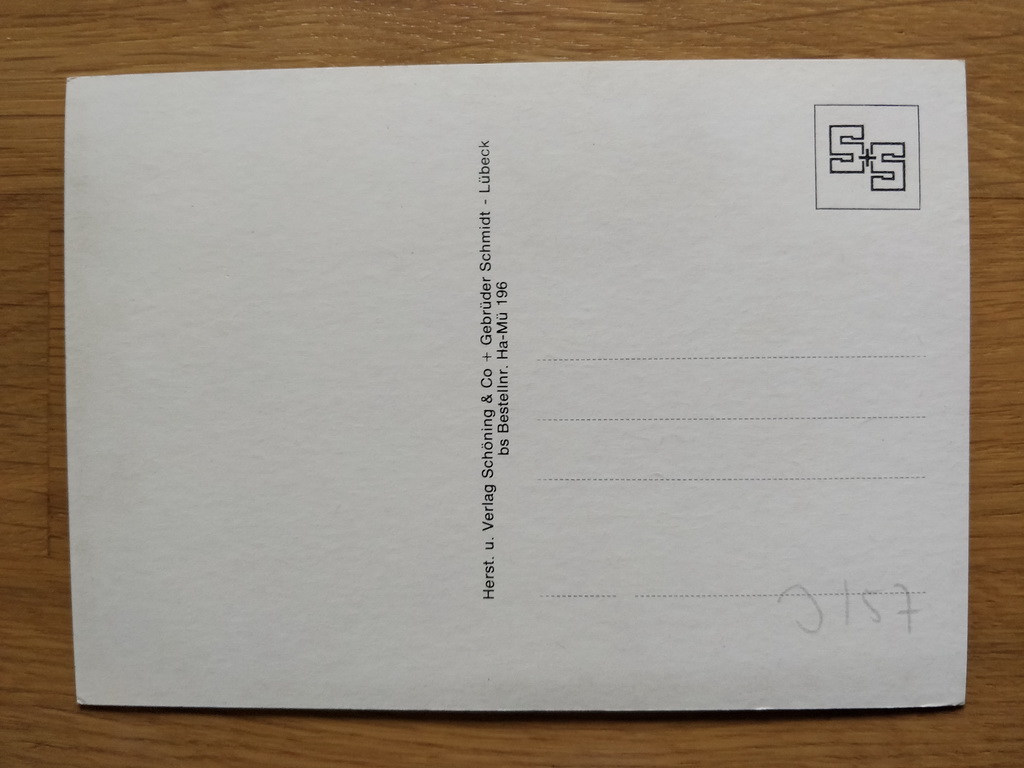 Herst. u. Verlag Schöning & Co + Gebrüder Schmidt - Lübeck
bs Bestellnr. Ha-Mü 196
S+S